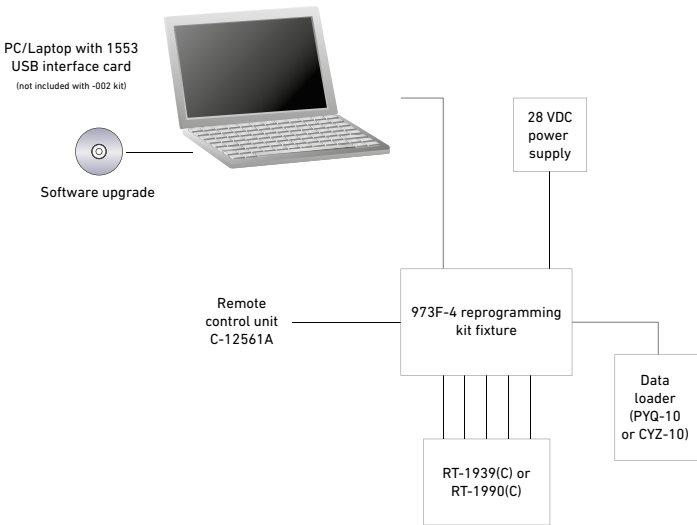 PC/Laptop with 1553
USB interface card
(not included with -002 kit)
Software upgrade
28 VDC
power
supply
Remote
control unit
C-12561A
973F-4 reprogramming
kit fixture
Data
loader
(PYQ-10
or CYZ-10)
RT-1939(C) or
RT-1990(C)